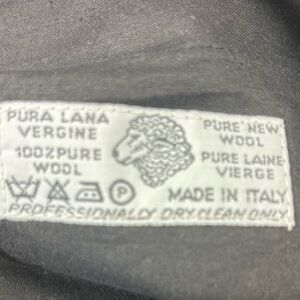 PURA LANA
VERGINE
100% PURE
WOOL
PURE NEW
WOOL
PURE LAINE
VIERGE
P
MADE IN ITALY
PROFESSIONALLY DRY CLEAN ONLY